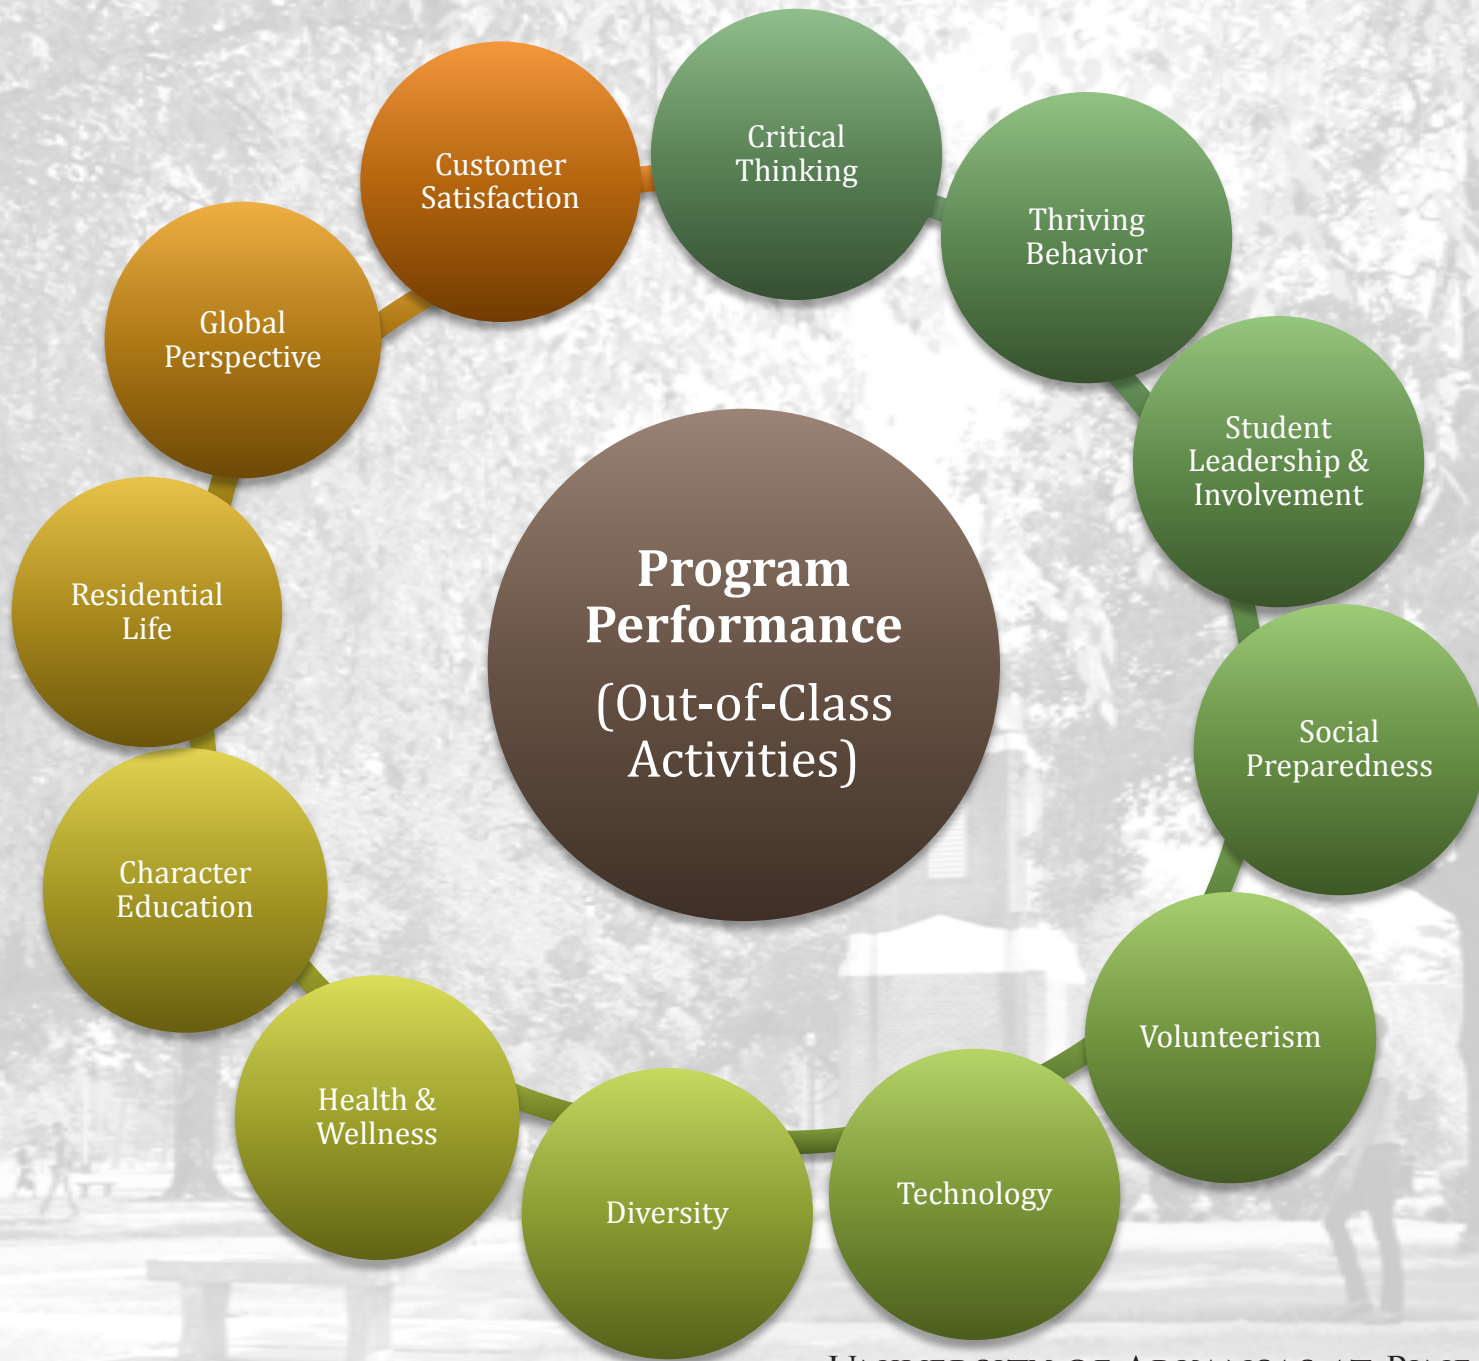 Critical
Thinking
Thriving
Behavior
Student
Leadership &
Involvement
Social
Preparedness
Volunteerism
Technology
Diversity
Health &
Wellness
Character
Education
Residential
Life
Global
Perspective
Customer
Satisfaction
Program
Performance
(Out-of-Class
Activities)